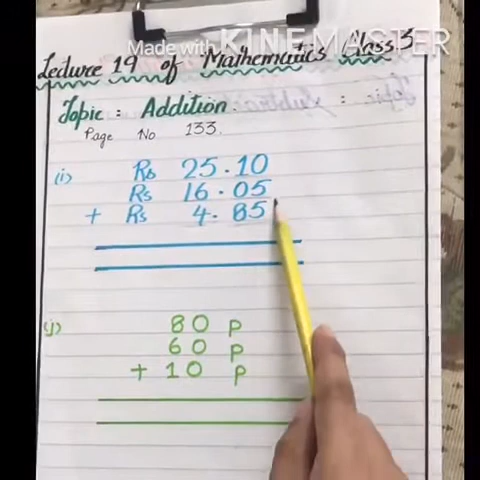 Made with KINEMASTER
Lecture 19 of Mathematics Class 3
Topic : Addition
Page No 133.
(i) Rs 25.10
Rs 16.05
+ Rs 4.85
(j) 80 p
60 p
+ 10 p